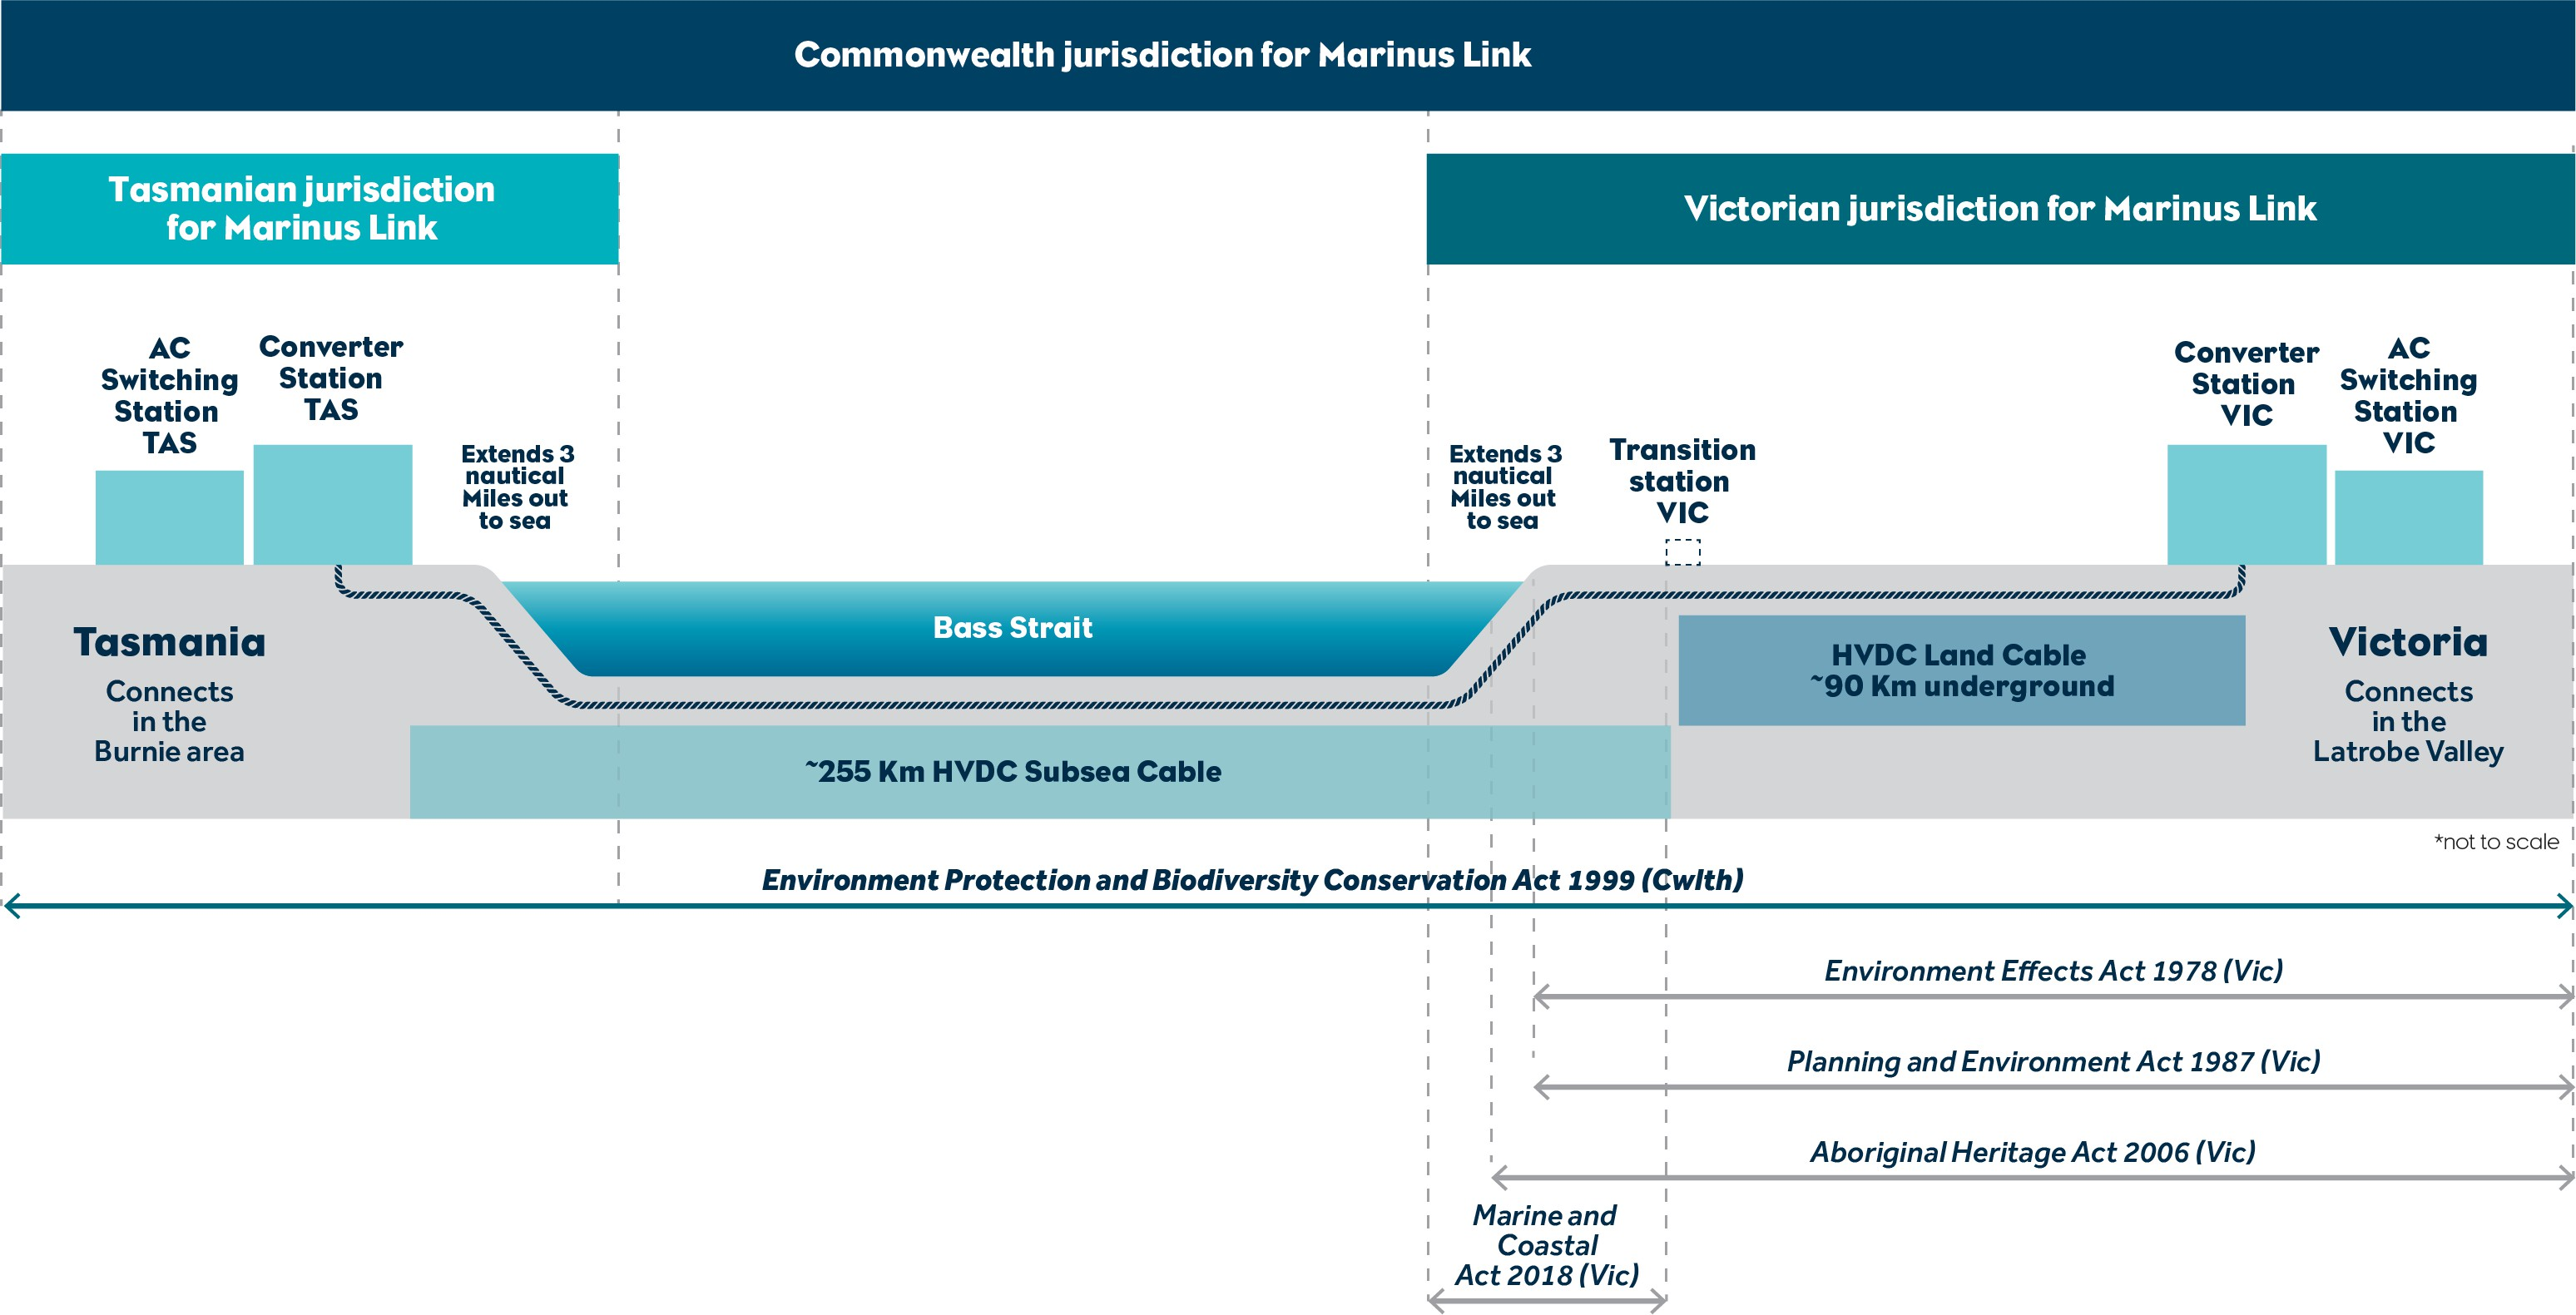 Commonwealth jurisdiction for Marinus Link
Tasmanian jurisdiction
for Marinus Link
Victorian jurisdiction for Marinus Link
AC
Switching
Station
TAS
Converter
Station
TAS
Extends 3
nautical
Miles out
to sea
Extends 3
nautical
Miles out
to sea
Transition
station
VIC
Converter
Station
VIC
AC
Switching
Station
VIC
Tasmania
Connects
in the
Burnie area
Bass Strait
HVDC Land Cable
~90 Km underground
Victoria
Connects
in the
Latrobe Valley
~255 Km HVDC Subsea Cable
*not to scale
Environment Protection and Biodiversity Conservation Act 1999 (Cwlth)
Environment Effects Act 1978 (Vic)
Planning and Environment Act 1987 (Vic)
Aboriginal Heritage Act 2006 (Vic)
Marine and
Coastal
Act 2018 (Vic)